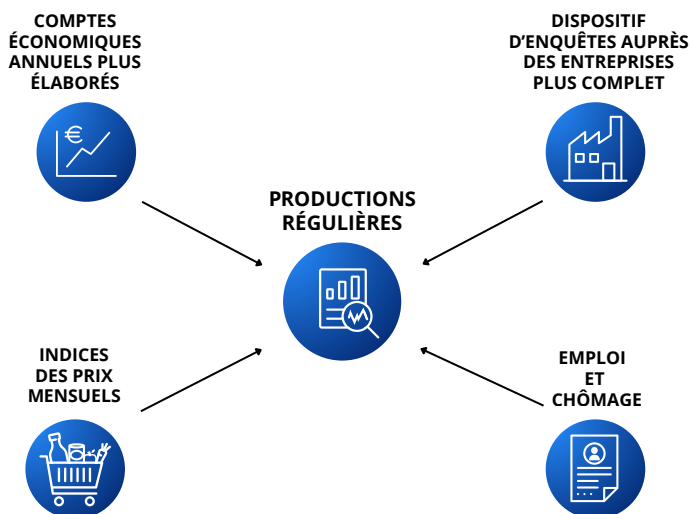 COMPTES
ÉCONOMIQUES
ANNUELS PLUS
ÉLABORÉS
DISPOSITIF
D'ENQUÊTES AUPRÈS
DES ENTREPRISES
PLUS COMPLET
€
PRODUCTIONS
RÉGULIÈRES
INDICES
DES PRIX
MENSUELS
EMPLOI
ET
CHÔMAGE